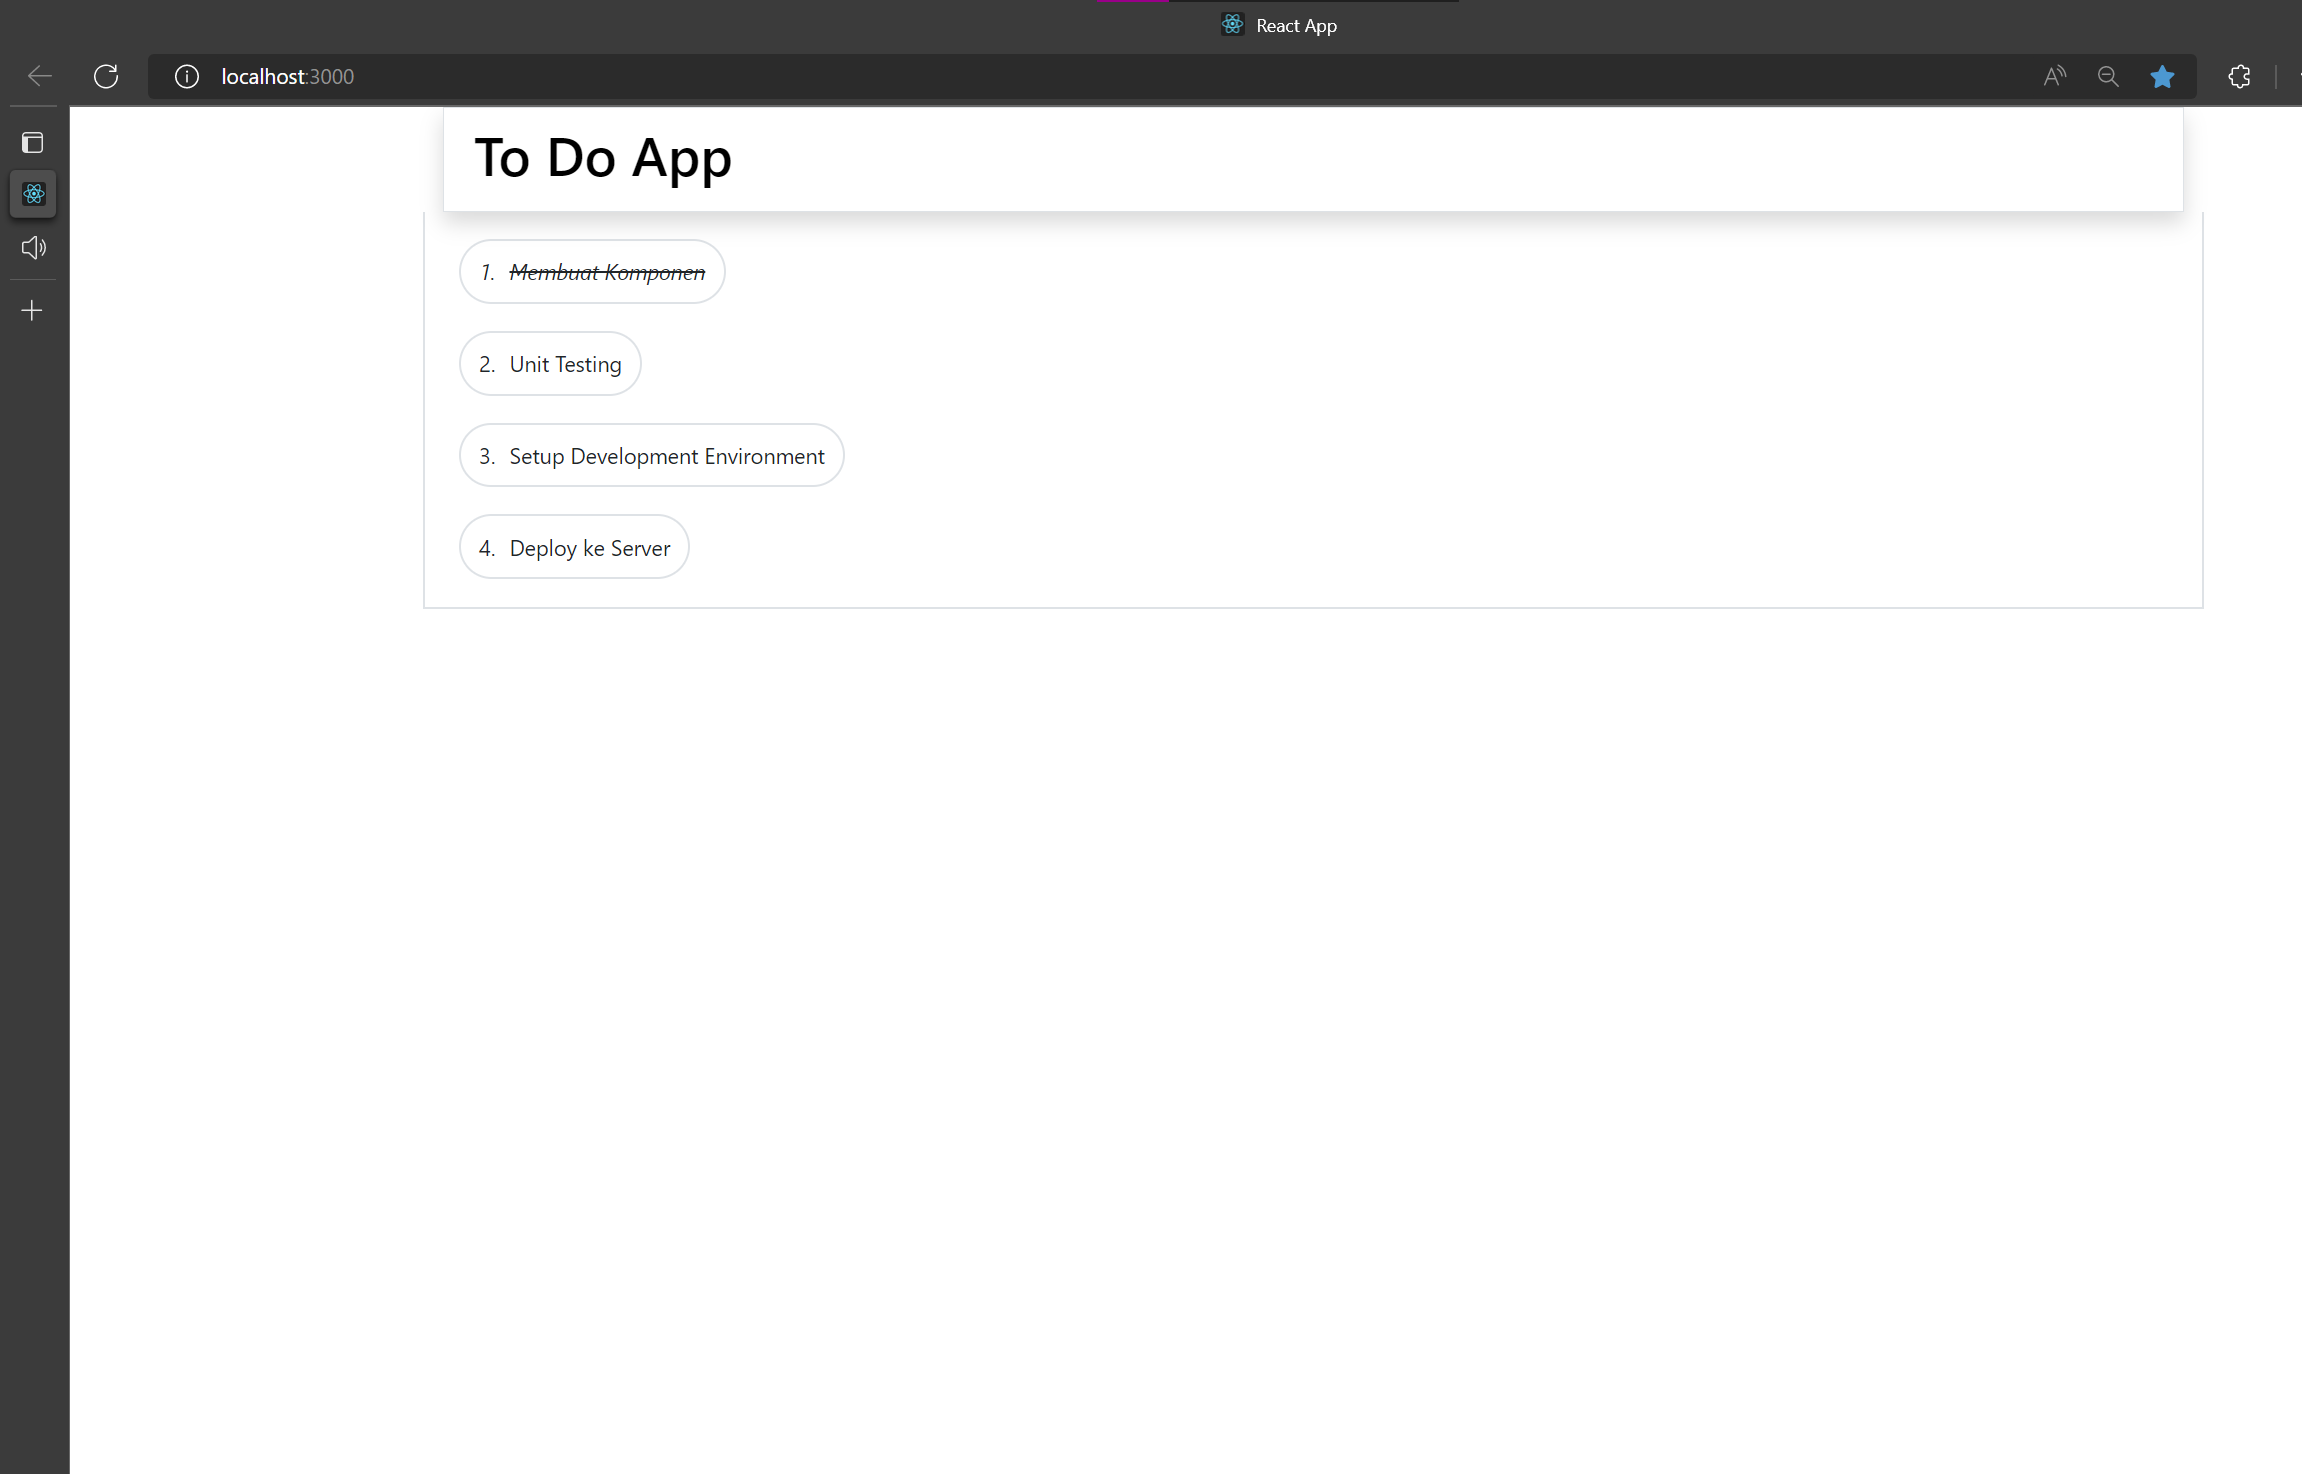 React App
localhost:3000
To Do App
1. Membuat Komponen
2. Unit Testing
3. Setup Development Environment
4. Deploy ke Server